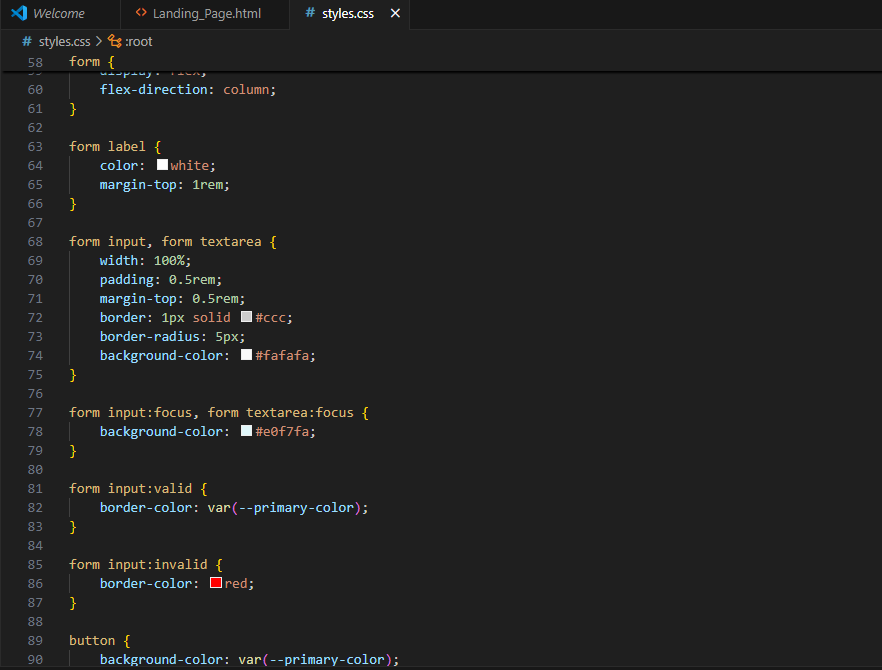 Welcome
<> Landing_Page.html
# styles.css ×
# styles.css > :root
58 form {
59 display: flex;
60 flex-direction: column;
61 }
62
63 form label {
64 color: white;
65 margin-top: 1rem;
66 }
67
68 form input, form textarea {
69 width: 100%;
70 padding: 0.5rem;
71 margin-top: 0.5rem;
72 border: 1px solid #ccc;
73 border-radius: 5px;
74 background-color: #fafafa;
75 }
76
77 form input:focus, form textarea:focus {
78 background-color: #e0f7fa;
79 }
80
81 form input:valid {
82 border-color: var(--primary-color);
83 }
84
85 form input:invalid {
86 border-color: red;
87 }
88
89 button {
90 background-color: var(--primary-color);